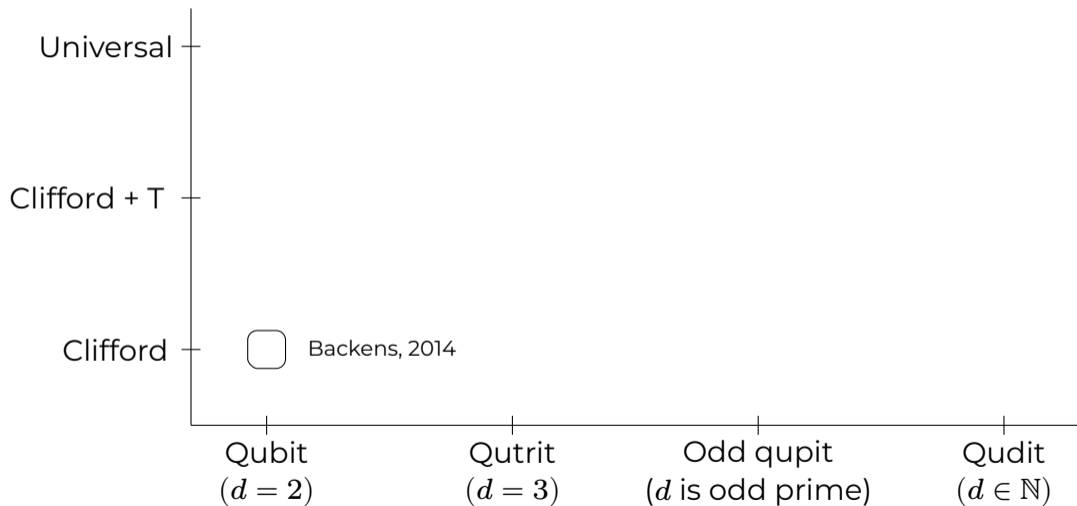 Universal
Clifford + T
Clifford
Backens, 2014
Qubit
(d = 2)
Qutrit
(d = 3)
Odd qupit
(d is odd prime)
Qudit
(d ∈ ℕ)